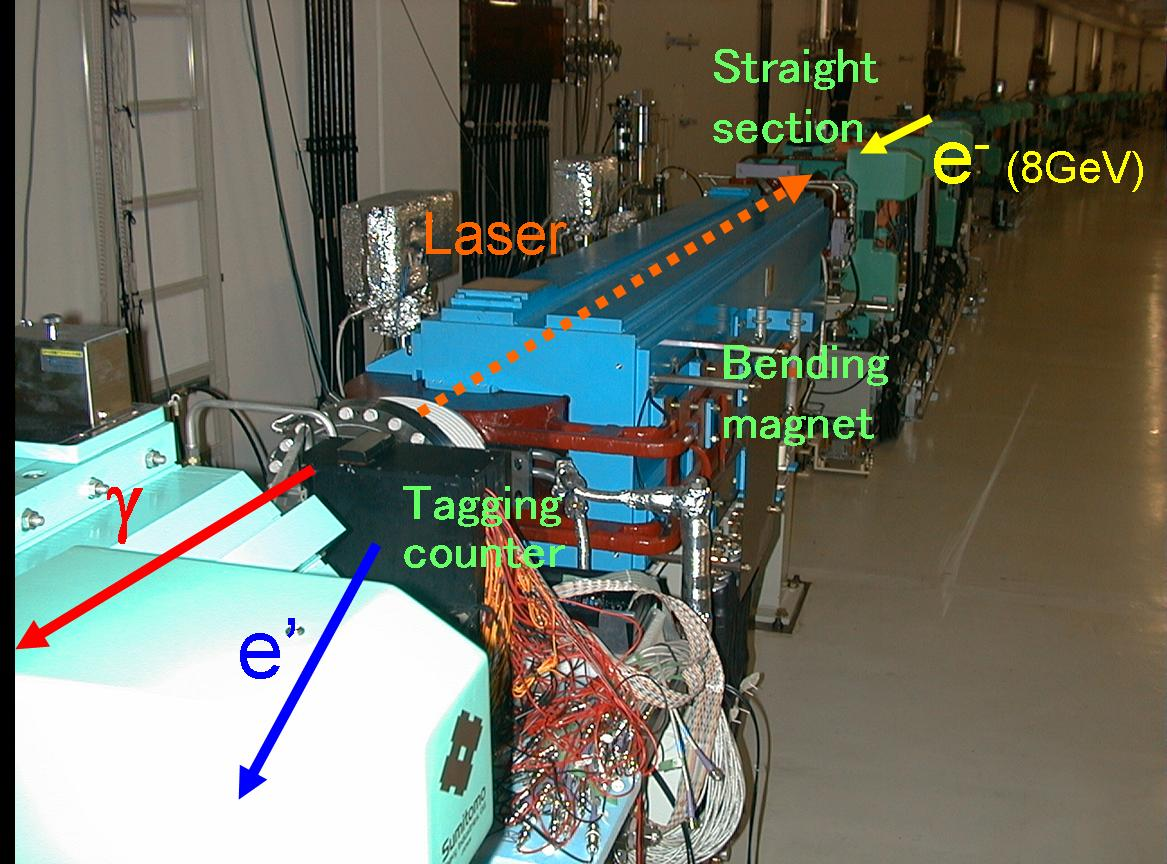 Straight
section
e- (8GeV)
Laser
Bending
magnet
γ
Tagging
counter
e’
Sumitomo